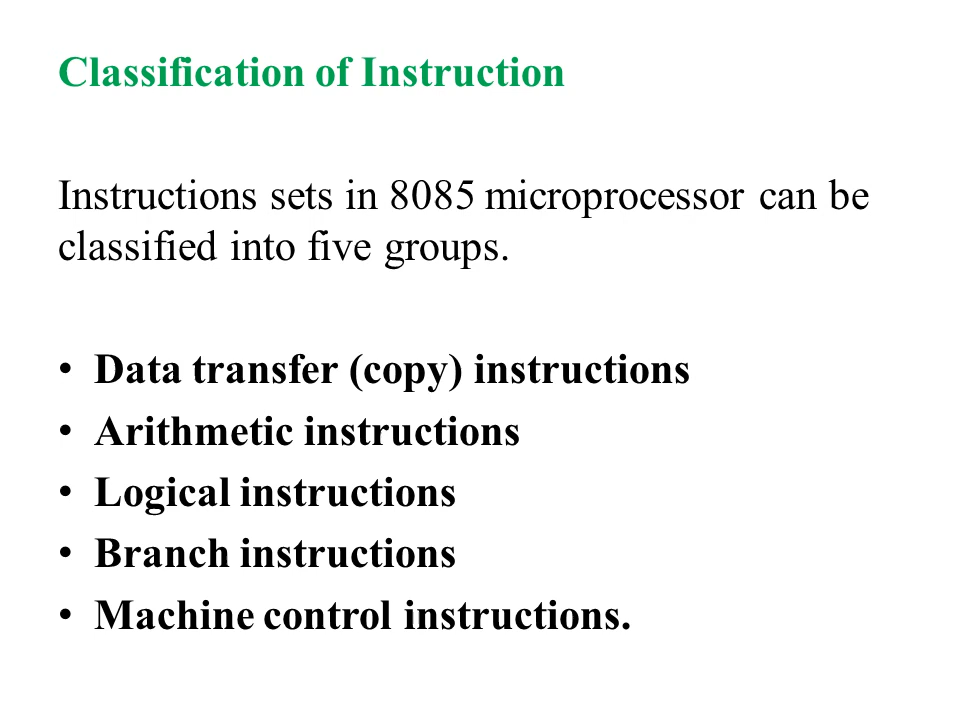 Classification of Instruction
Instructions sets in 8085 microprocessor can be
classified into five groups.
• Data transfer (copy) instructions
• Arithmetic instructions
• Logical instructions
• Branch instructions
• Machine control instructions.